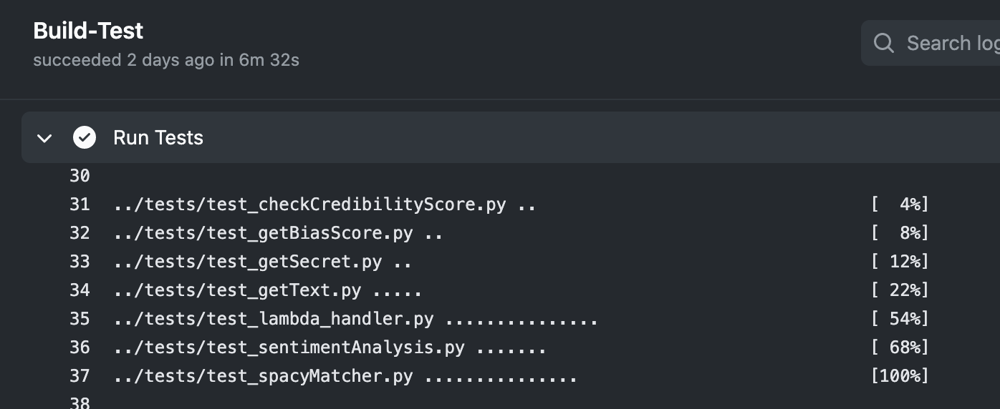 Build-Test
succeeded 2 days ago in 6m 32s
Search log
Run Tests
30
31 ../tests/test_checkCredibilityScore.py .. [  4%]
32 ../tests/test_getBiasScore.py .. [  8%]
33 ../tests/test_getSecret.py .. [ 12%]
34 ../tests/test_getText.py ..... [ 22%]
35 ../tests/test_lambda_handler.py ............... [ 54%]
36 ../tests/test_sentimentAnalysis.py ....... [ 68%]
37 ../tests/test_spacyMatcher.py ............... [100%]
38